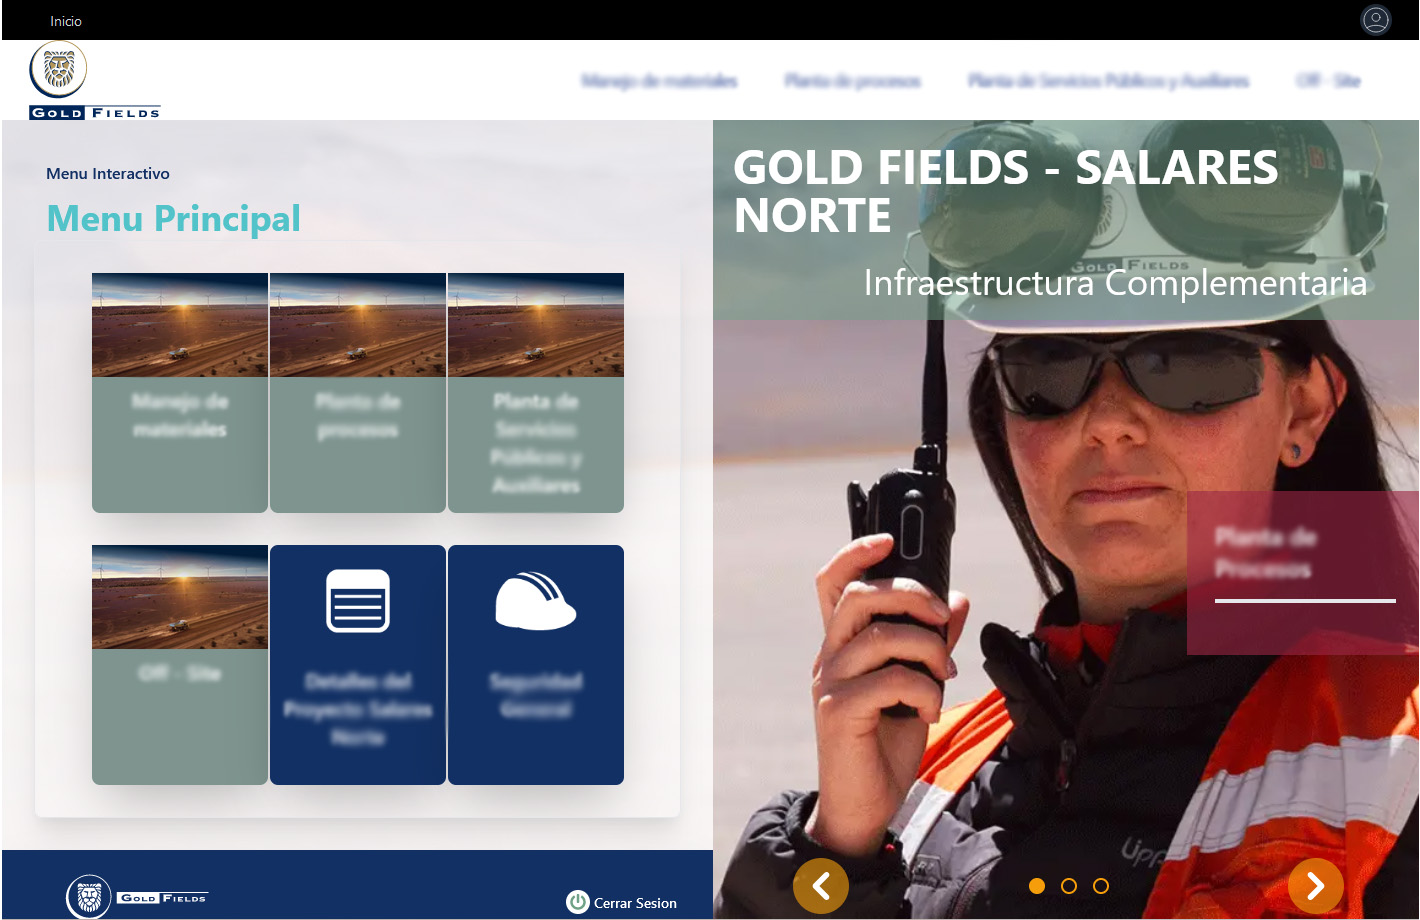 Inicio
GOLD FIELDS
Manejo de materiales
Planta de procesos
Planta de Servicios Públicos y Auxiliares
Off - Site
Menu Interactivo
Menu Principal
Manejo de
materiales
Planta de
procesos
Planta de
Servicios
Públicos y
Auxiliares
Off - Site
Detalles del
Proyecto Salares
Norte
Seguridad
General
GOLD FIELDS
Cerrar Sesion
GOLD FIELDS - SALARES
NORTE
GOLD FIELDS
Infraestructura Complementaria
Planta de
Procesos